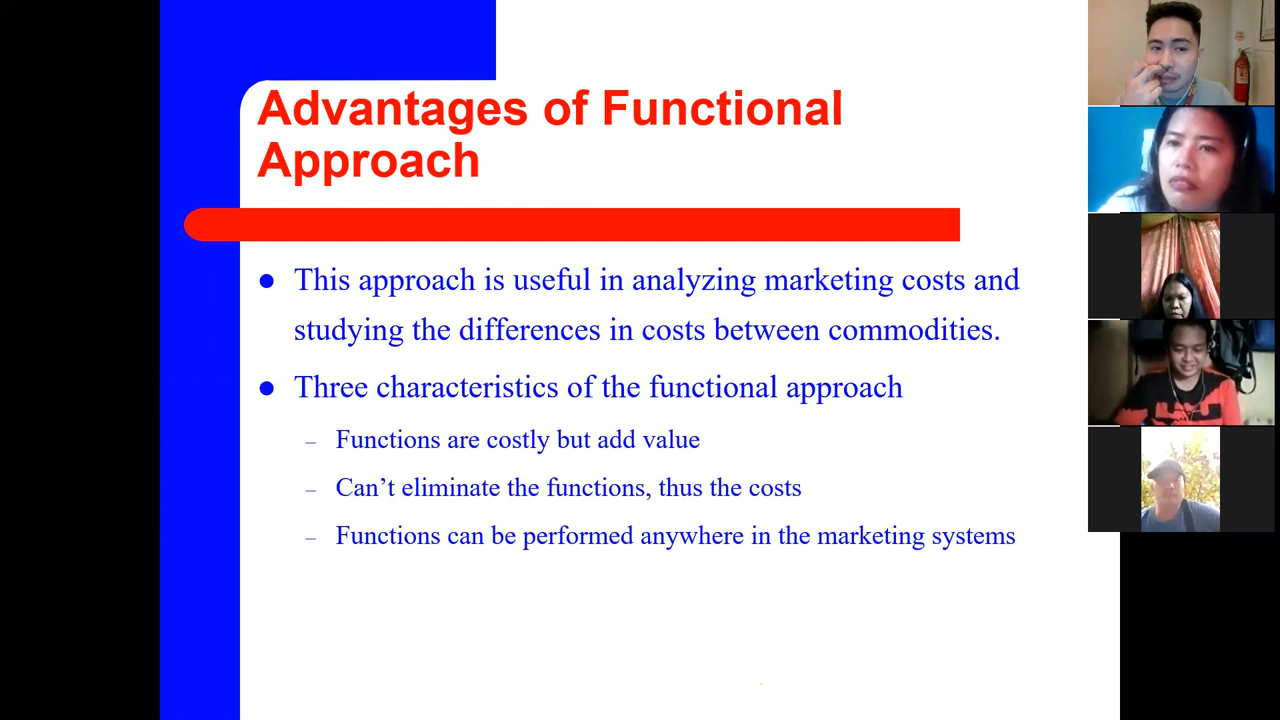 Advantages of Functional
Approach
● This approach is useful in analyzing marketing costs and
studying the differences in costs between commodities.
● Three characteristics of the functional approach
– Functions are costly but add value
– Can’t eliminate the functions, thus the costs
– Functions can be performed anywhere in the marketing systems